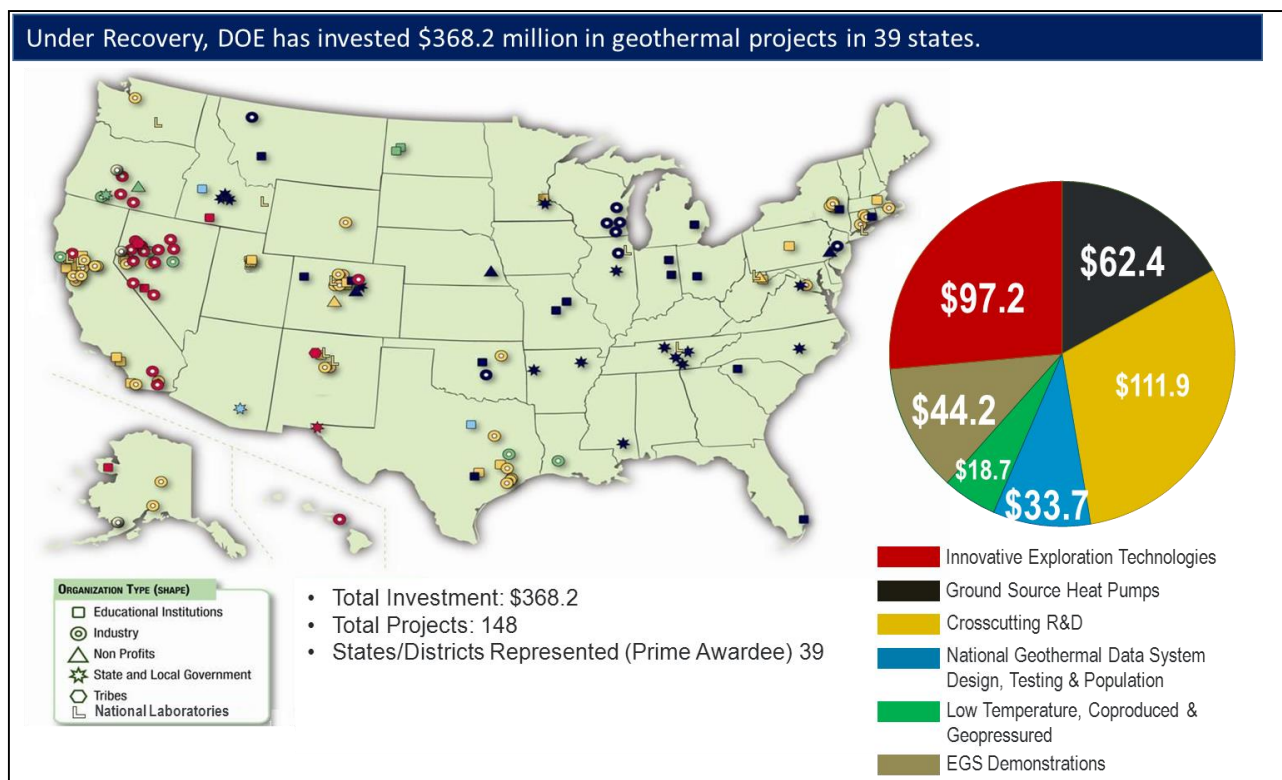 Under Recovery, DOE has invested $368.2 million in geothermal projects in 39 states.
$62.4
$97.2
$111.9
$44.2
$18.7
$33.7
Innovative Exploration Technologies
Ground Source Heat Pumps
Crosscutting R&D
National Geothermal Data System
Design, Testing & Population
Low Temperature, Coproduced &
Geopressured
EGS Demonstrations
ORGANIZATION TYPE (SHAPE)
Educational Institutions
Industry
Non Profits
State and Local Government
Tribes
National Laboratories
• Total Investment: $368.2
• Total Projects: 148
• States/Districts Represented (Prime Awardee) 39